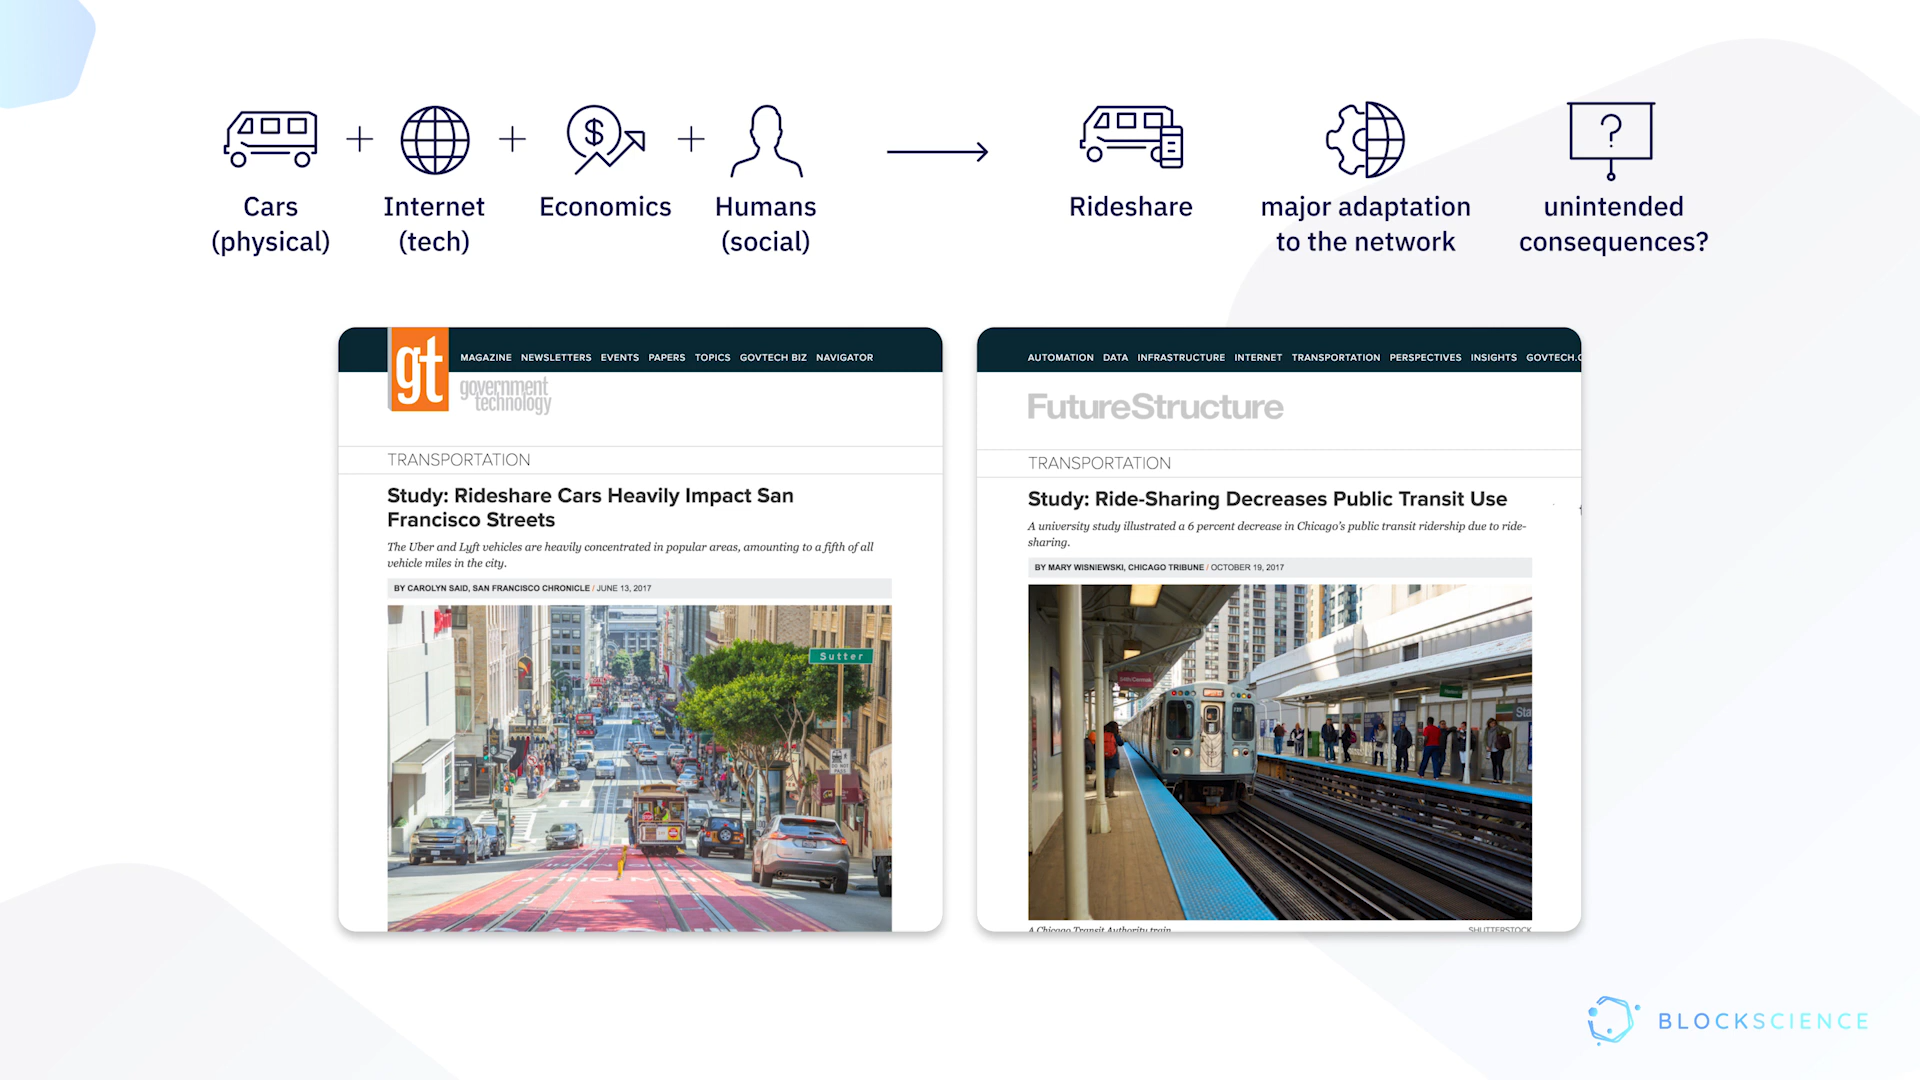 Cars
(physical)
+
Internet
(tech)
+
$
Economics
+
Humans
(social)
Rideshare
major adaptation
to the network
?
unintended
consequences?
gt
MAGAZINE NEWSLETTERS EVENTS PAPERS TOPICS GOVTECH BIZ NAVIGATOR
government
technology
TRANSPORTATION
Study: Rideshare Cars Heavily Impact San
Francisco Streets
The Uber and Lyft vehicles are heavily concentrated in popular areas, amounting to a fifth of all
vehicle miles in the city.
BY CAROLYN SAID, SAN FRANCISCO CHRONICLE / JUNE 13, 2017
Sutter
AUTOMATION DATA INFRASTRUCTURE INTERNET TRANSPORTATION PERSPECTIVES INSIGHTS GOVTECH.
FutureStructure
TRANSPORTATION
Study: Ride-Sharing Decreases Public Transit Use
A university study illustrated a 6 percent decrease in Chicago's public transit ridership due to ride-
sharing.
BY MARY WISNIEWSKI, CHICAGO TRIBUNE / OCTOBER 19, 2017
A Chicago Transit Authority train
SHUTTERSTOCK
BLOCKSCIENCE